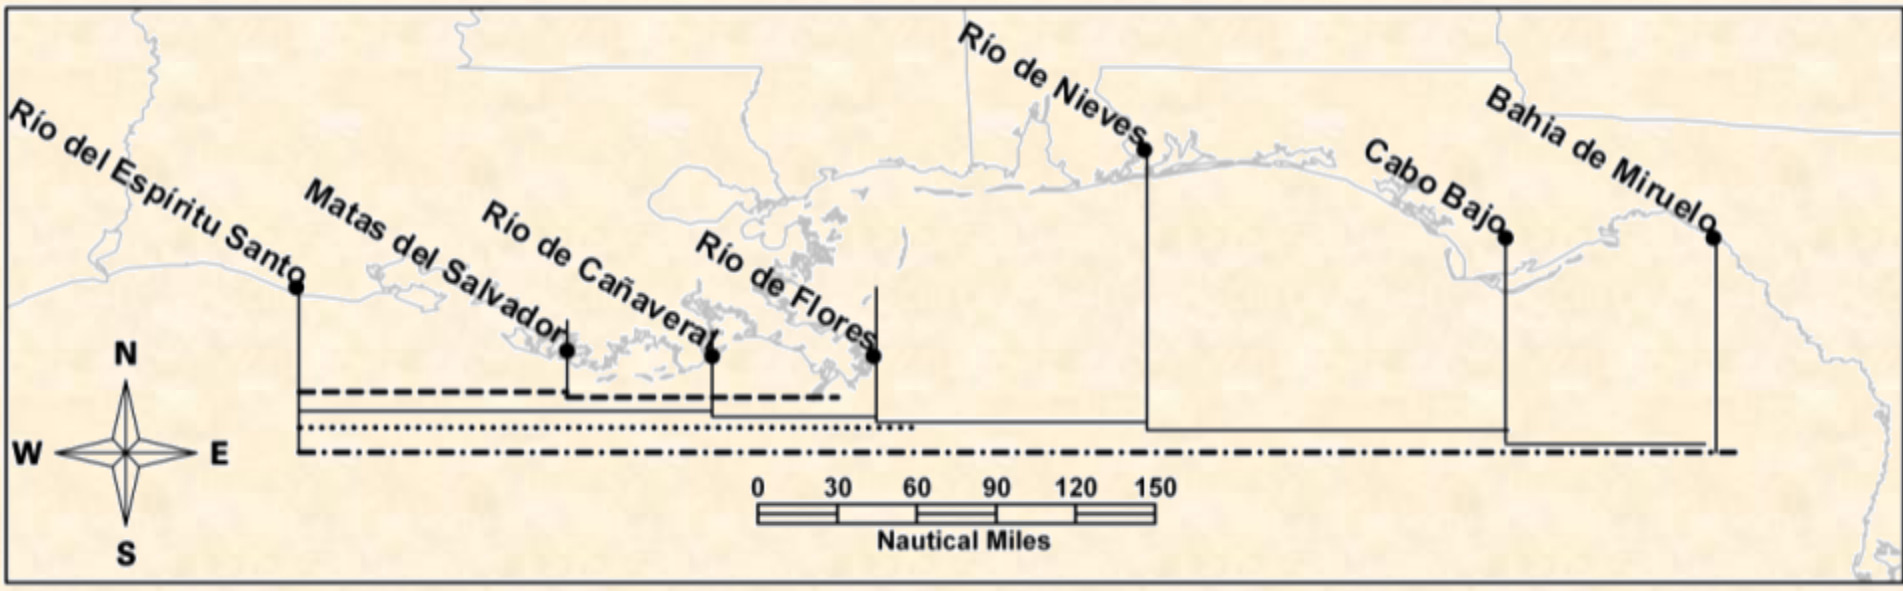 Río del Espíritu Santo
Matas del Salvador
Río de Cañaveral
Río de Flores
Río de Nieves
Cabo Bajo
Bahia de Miruelo
N
W E
S
0 30 60 90 120 150
Nautical Miles